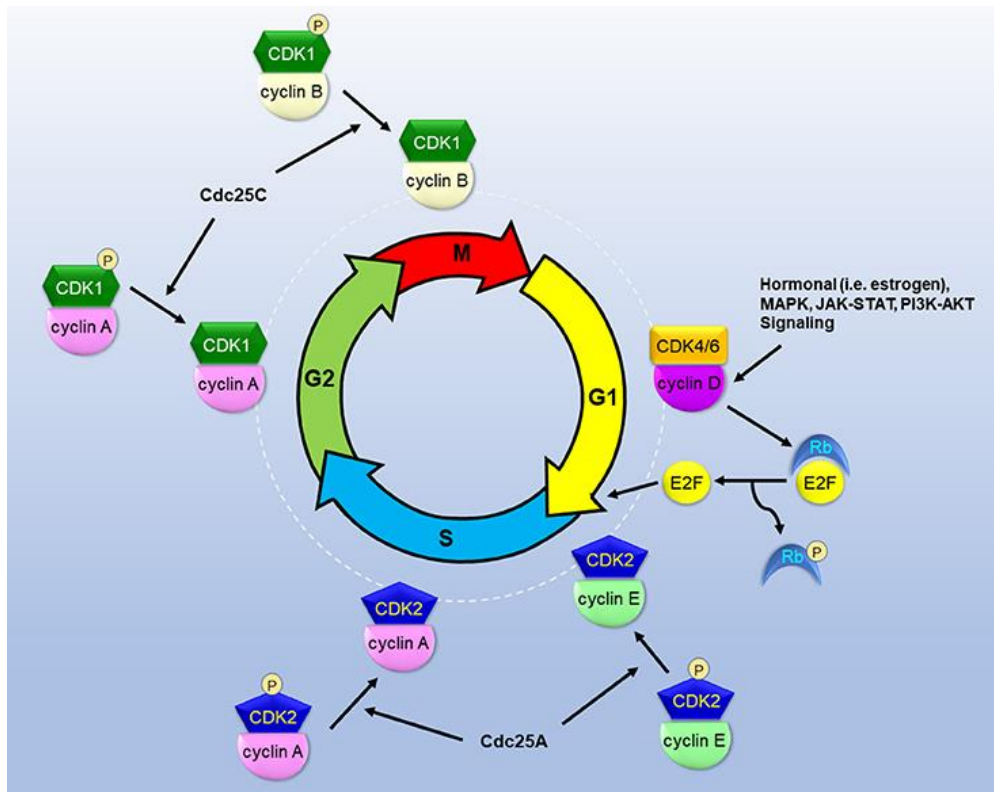 P
CDK1
cyclin B
CDK1
cyclin B
Cdc25C
M
P
CDK1
cyclin A
CDK1
cyclin A
Hormonal (i.e. estrogen),
MAPK, JAK-STAT, PI3K-AKT
Signaling
CDK4/6
cyclin D
G2
G1
Rb
E2F
E2F
S
Rb
P
CDK2
cyclin E
CDK2
cyclin A
P
CDK2
cyclin E
P
CDK2
cyclin A
Cdc25A